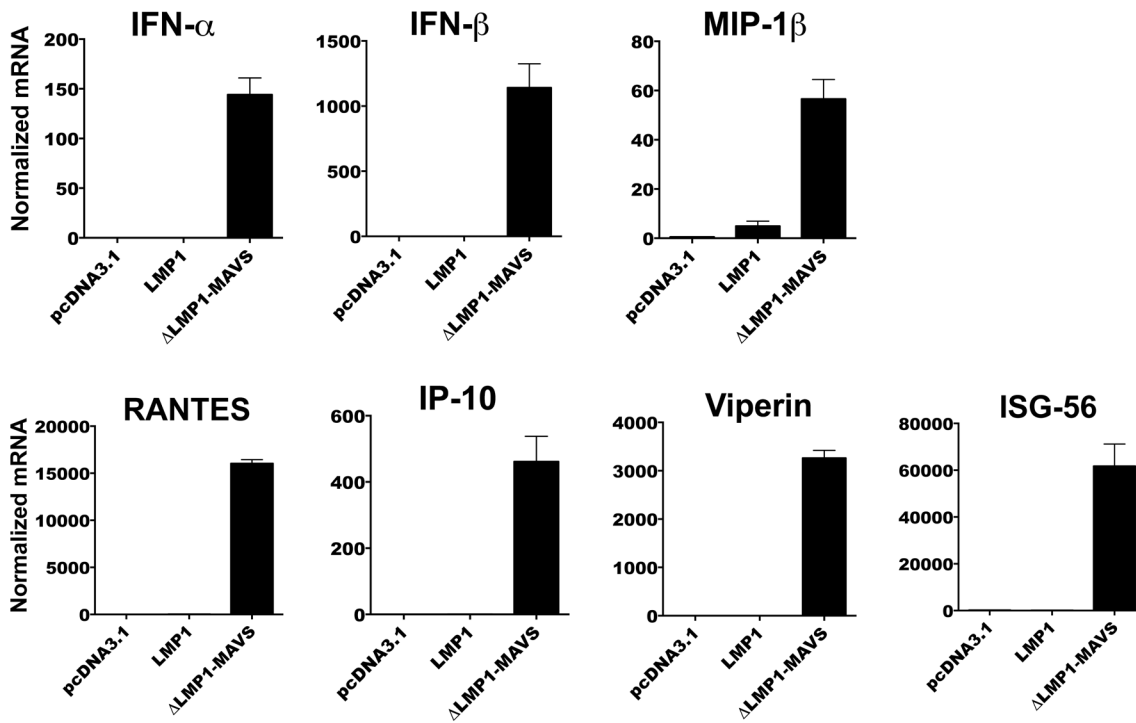 IFN-α
IFN-β
MIP-1β
Normalized mRNA
200
150
100
50
0
pcDNA3.1
LMP1
ΔLMP1-MAVS
1500
1000
500
0
pcDNA3.1
LMP1
ΔLMP1-MAVS
80
60
40
20
0
pcDNA3.1
LMP1
ΔLMP1-MAVS
RANTES
IP-10
Viperin
ISG-56
Normalized mRNA
20000
15000
10000
5000
0
pcDNA3.1
LMP1
ΔLMP1-MAVS
600
400
200
0
pcDNA3.1
LMP1
ΔLMP1-MAVS
4000
3000
2000
1000
0
pcDNA3.1
LMP1
ΔLMP1-MAVS
80000
60000
40000
20000
0
pcDNA3.1
LMP1
ΔLMP1-MAVS